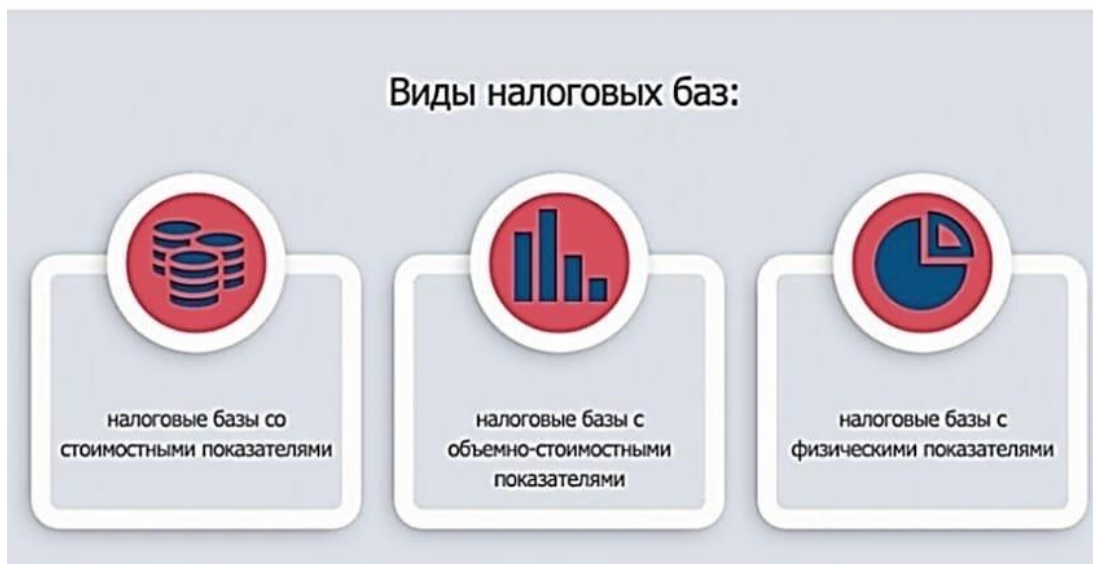 Виды налоговых баз:
налоговые базы со
стоимостными показателями
налоговые базы с
объемно-стоимостными
показателями
налоговые базы с
физическими показателями